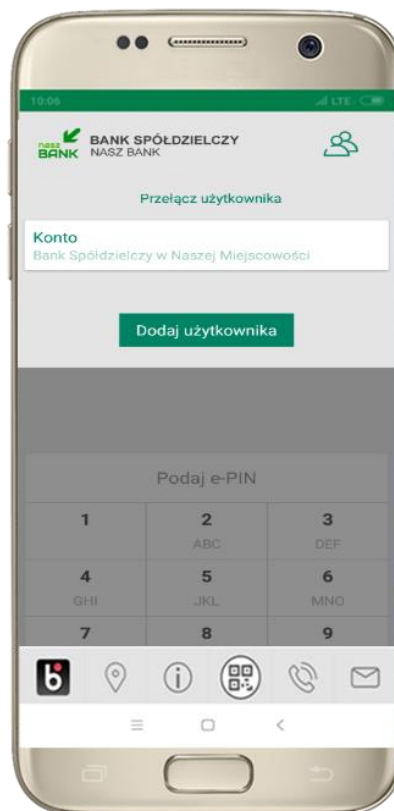 10:06
LTE
nasz
BANK
BANK SPÓŁDZIELCZY
NASZ BANK
Przełącz użytkownika
Konto
Bank Spółdzielczy w Naszej Miejscowości
Dodaj użytkownika
Podaj e-PIN
1 2 3
ABC DEF
4 5 6
GHI JKL MNO
7 8 9
b i